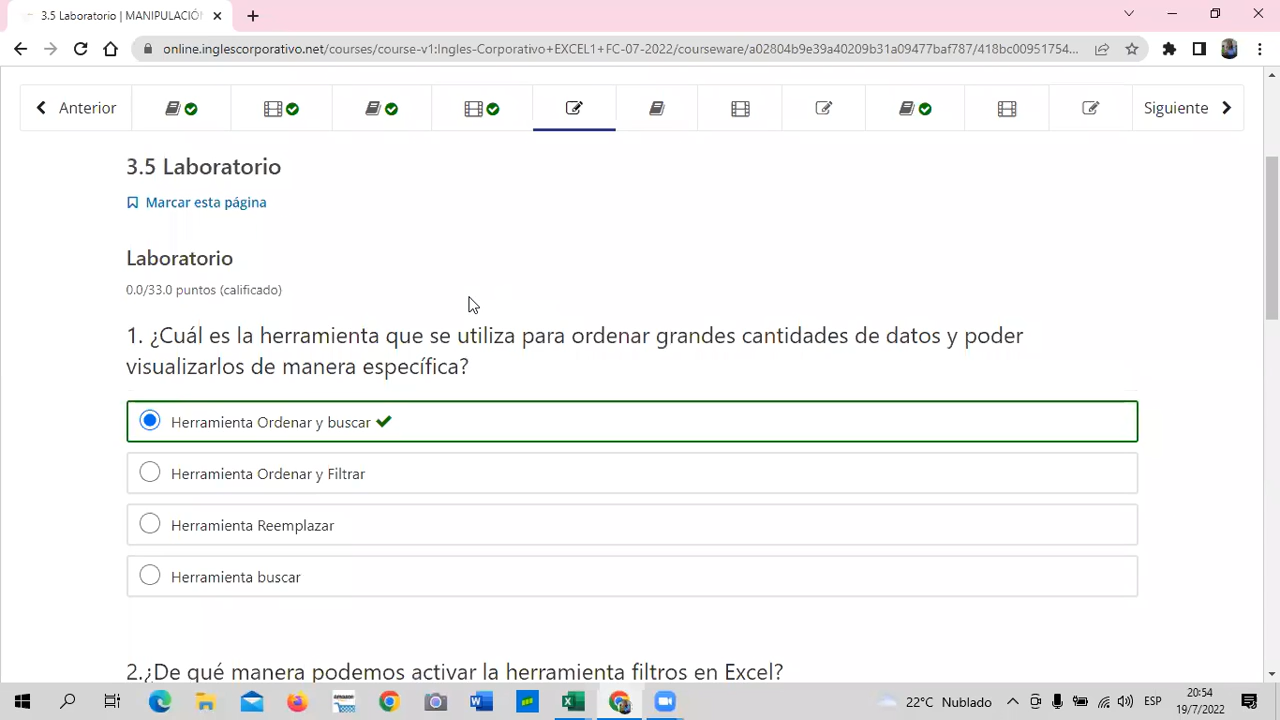 3.5 Laboratorio | MANIPULACIÓN
online.inglescorporativo.net/courses/course-v1:Ingles-Corporativo+EXCEL1+FC-07-2022/courseware/a02804b9e39a40209b31a09477baf787/418bc00951754...
Anterior
Siguiente
3.5 Laboratorio
Marcar esta página
Laboratorio
0.0/33.0 puntos (calificado)
1. ¿Cuál es la herramienta que se utiliza para ordenar grandes cantidades de datos y poder
visualizarlos de manera específica?
Herramienta Ordenar y buscar
Herramienta Ordenar y Filtrar
Herramienta Reemplazar
Herramienta buscar
2.¿De qué manera podemos activar la herramienta filtros en Excel?
22°C Nublado
ESP
20:54
19/7/2022